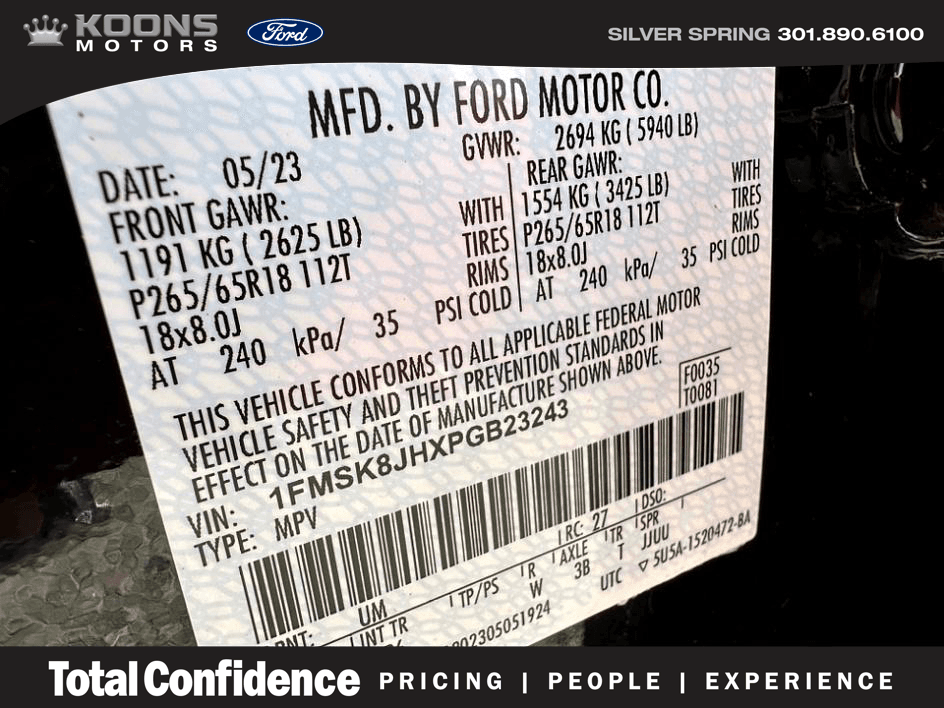 KOONS
MOTORS
Ford
SILVER SPRING 301.890.6100
MFD. BY FORD MOTOR CO.
DATE: 05/23
GVWR: 2694 KG ( 5940 LB)
FRONT GAWR:
1191 KG ( 2625 LB) WITH
P265/65R18 112T TIRES
18x8.0J RIMS
AT 240 kPa/ 35 PSI COLD
REAR GAWR:
1554 KG ( 3425 LB) WITH
P265/65R18 112T TIRES
18x8.0J RIMS
AT 240 kPa/ 35 PSI COLD
THIS VEHICLE CONFORMS TO ALL APPLICABLE FEDERAL MOTOR
VEHICLE SAFETY AND THEFT PREVENTION STANDARDS IN
EFFECT ON THE DATE OF MANUFACTURE SHOWN ABOVE.
F0035
T0081
VIN: 1FMSK8JHXPGB23243
TYPE: MPV
UM RC: 27 DSO:
INT TR TP/PS R AXLE TR SPR
W 3B T JJUU
UTC ▽ 5U5A-1520472-BA
Total Confidence PRICING | PEOPLE | EXPERIENCE